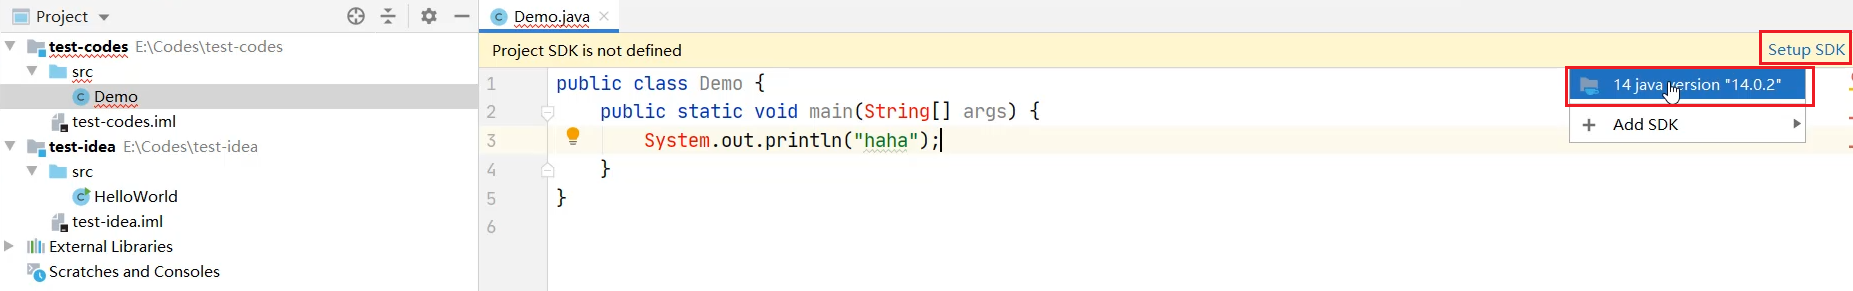 Project
test-codes E:\Codes\test-codes
src
Demo
test-codes.iml
test-idea E:\Codes\test-idea
src
HelloWorld
test-idea.iml
External Libraries
Scratches and Consoles
Demo.java
Project SDK is not defined
Setup SDK
14 java version "14.0.2"
Add SDK
1 public class Demo {
2 public static void main(String[] args) {
3 System.out.println("haha");
4 }
5 }
6